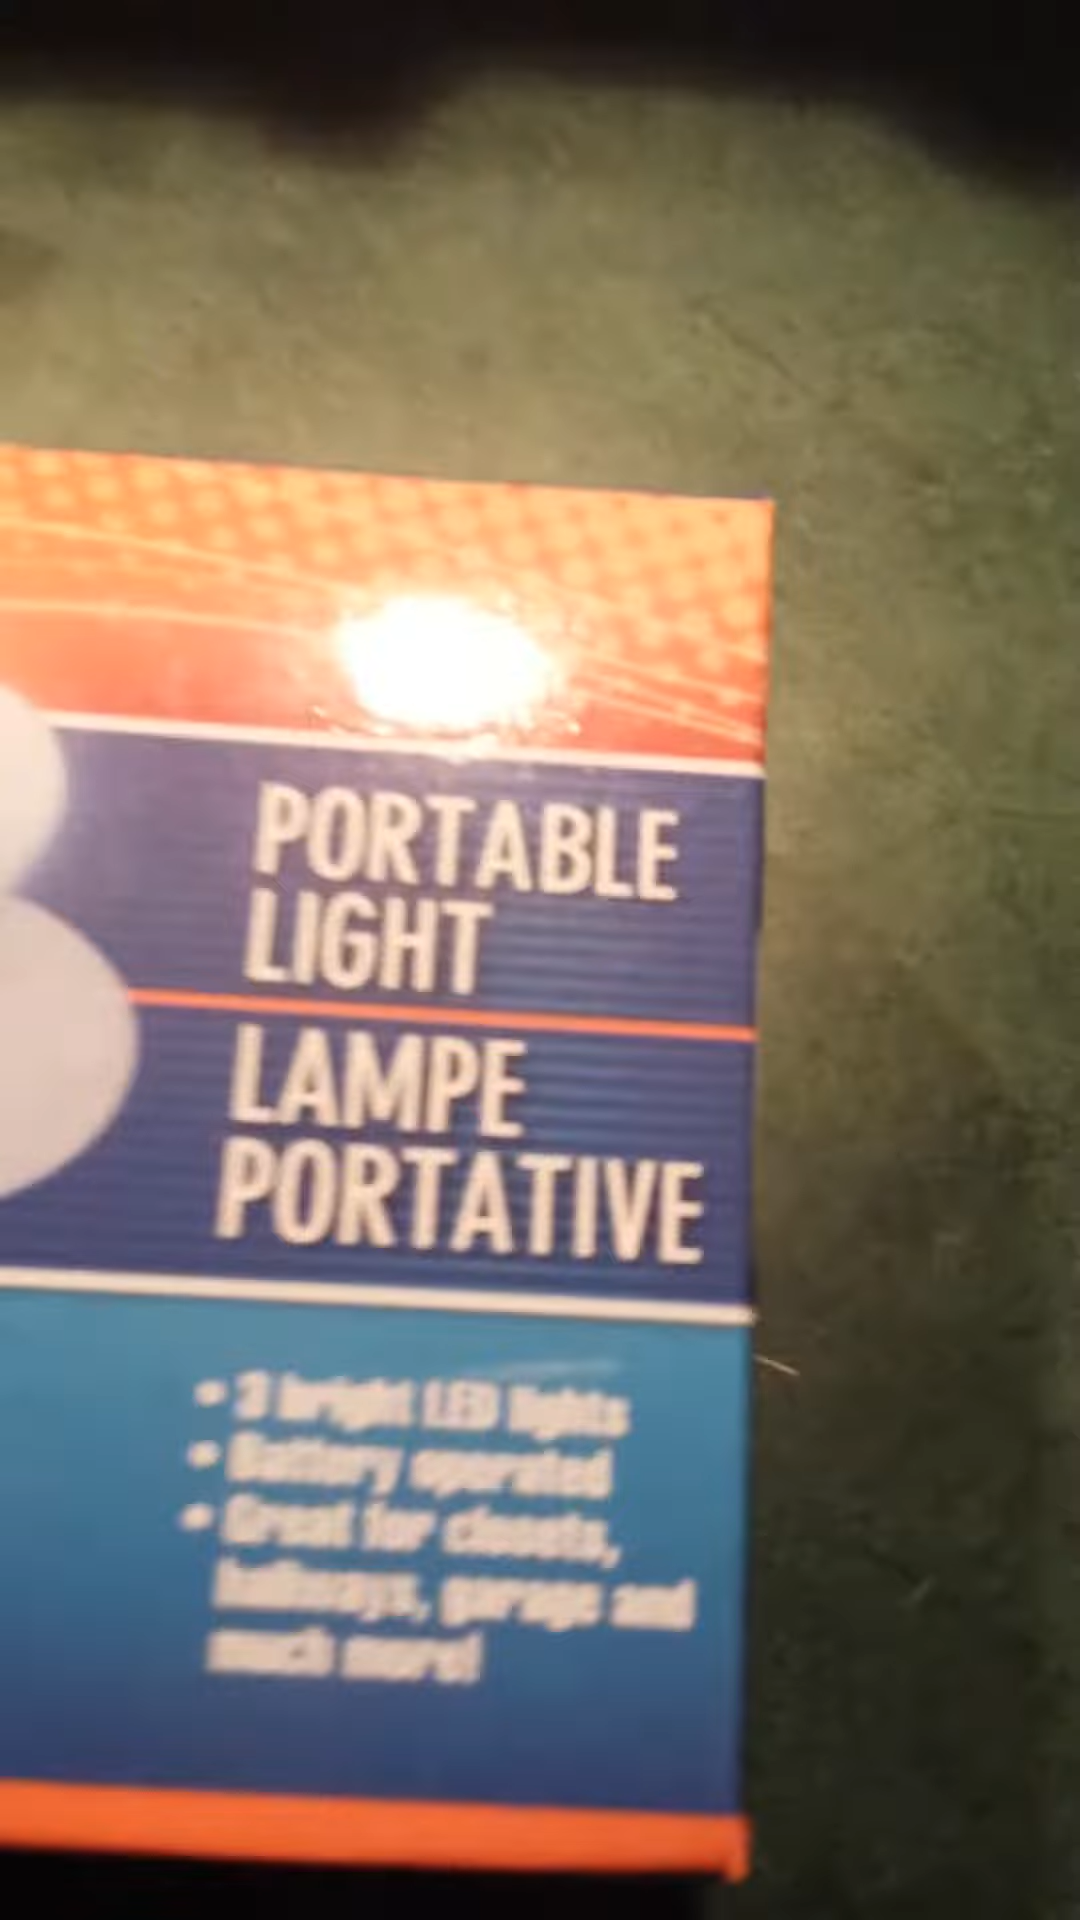 PORTABLE
LIGHT
LAMPE
PORTATIVE
• 3 bright LED lights
• Battery operated
• Great for closets,
hallways, garage and
much more!